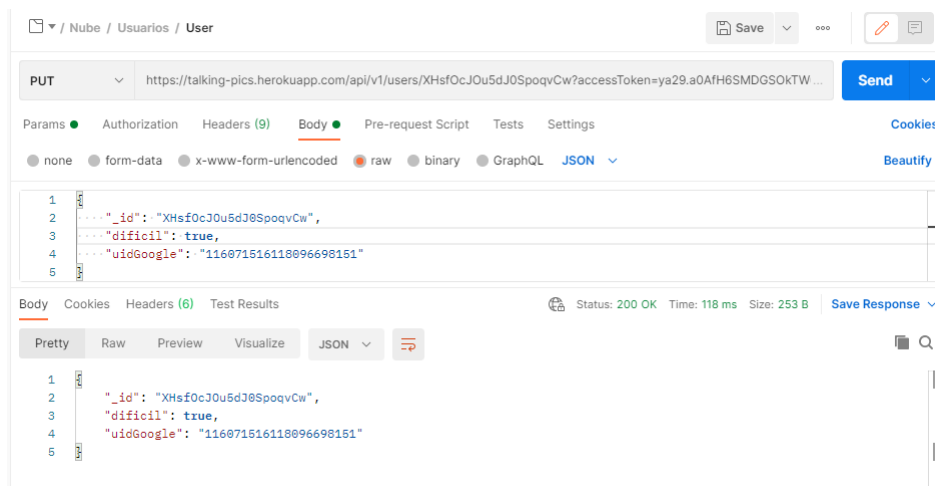 / Nube / Usuarios / User Save
PUT https://talking-pics.herokuapp.com/api/v1/users/XHsfOcJOu5dJ0SpoqvCw?accessToken=ya29.a0AfH6SMDGSOkTW... Send
Params Authorization Headers (9) Body Pre-request Script Tests Settings Cookies
none form-data x-www-form-urlencoded raw binary GraphQL JSON Beautify
1 {
2 "_id": "XHsfOcJOu5dJ0SpoqvCw",
3 "dificil": true,
4 "uidGoogle": "116071516118096698151"
5 }
Body Cookies Headers (6) Test Results Status: 200 OK Time: 118 ms Size: 253 B Save Response
Pretty Raw Preview Visualize JSON
1 {
2 "_id": "XHsfOcJOu5dJ0SpoqvCw",
3 "dificil": true,
4 "uidGoogle": "116071516118096698151"
5 }